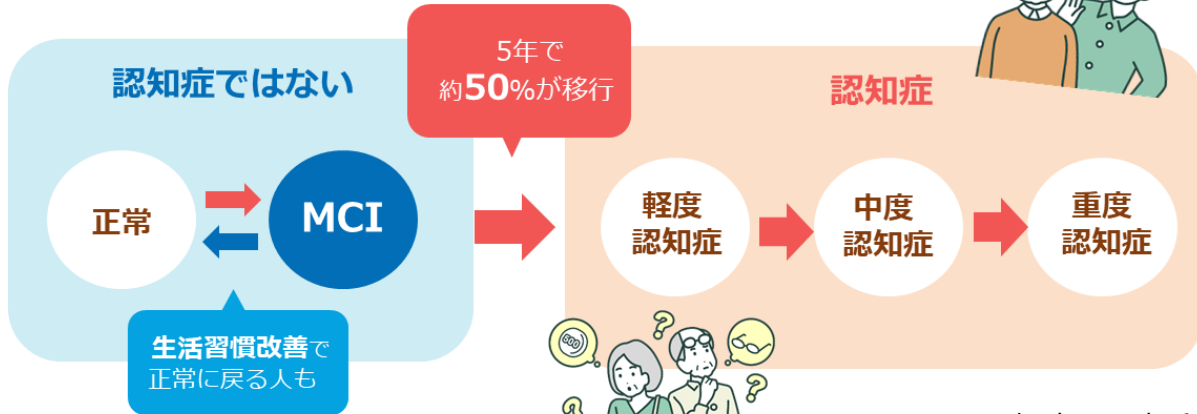 認知症ではない
5年で
約50%が移行
認知症
正常
MCI
軽度
認知症
中度
認知症
重度
認知症
生活習慣改善で
正常に戻る人も
?
?
?
?